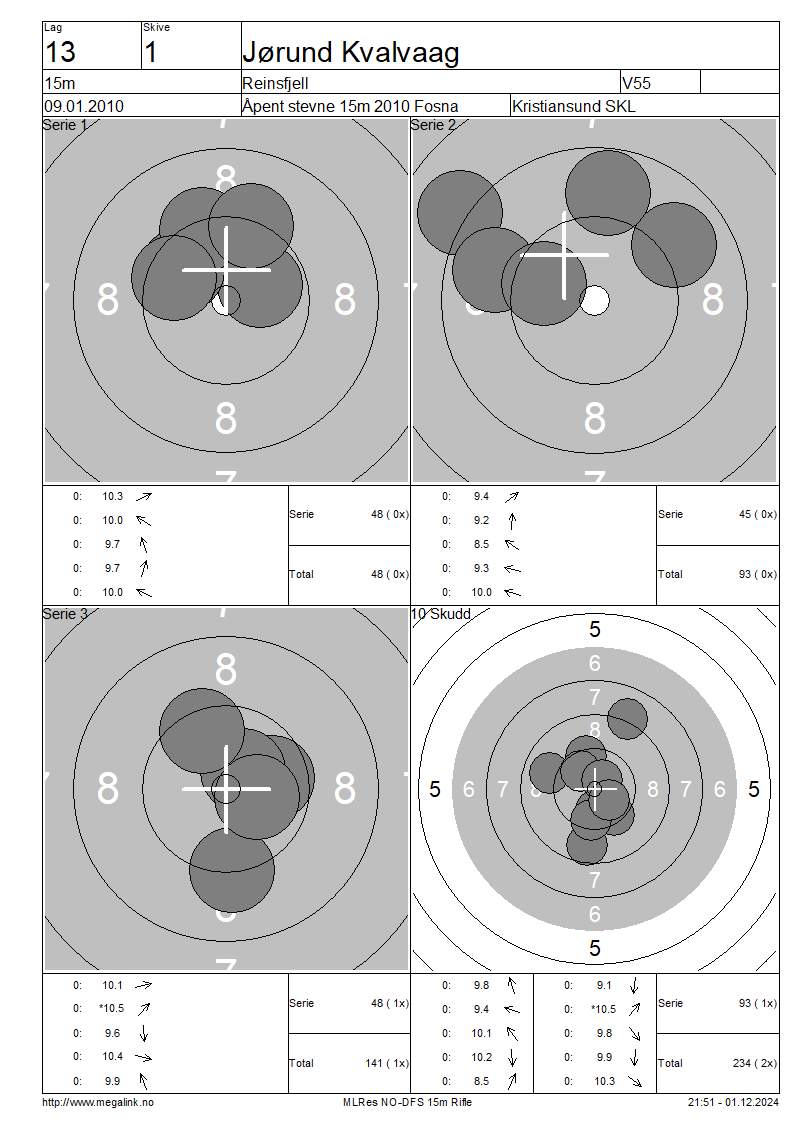 Lag Skive
13 1 Jørund Kvalvaag
15m Reinsfjell V55
09.01.2010 Åpent stevne 15m 2010 Fosna Kristiansund SKL
Serie 1 Serie 2
7 7
8
8 8 8
8 8
7 7
0: 10.3 0: 9.4
Serie 48 ( 0x) Serie 45 ( 0x)
0: 10.0 0: 9.2
0: 9.7 0: 8.5
0: 9.7 0: 9.3
Total 48 ( 0x) Total 93 ( 0x)
0: 10.0 0: 10.0
Serie 3 10 Skudd
7 5
8 6
7
8
8 8 5 6 7 8 8 7 6 5
8 7
6
7 5
0: 10.1 0: 9.8 0: 9.1
Serie 48 ( 1x) Serie 93 ( 1x)
0: *10.5 0: 9.4 0: *10.5
0: 9.6 0: 10.1 0: 9.8
0: 10.4 0: 10.2 0: 9.9
Total 141 ( 1x) Total 234 ( 2x)
0: 9.9 0: 8.5 0: 10.3
http://www.megalink.no MLRes NO-DFS 15m Rifle 21:51 - 01.12.2024